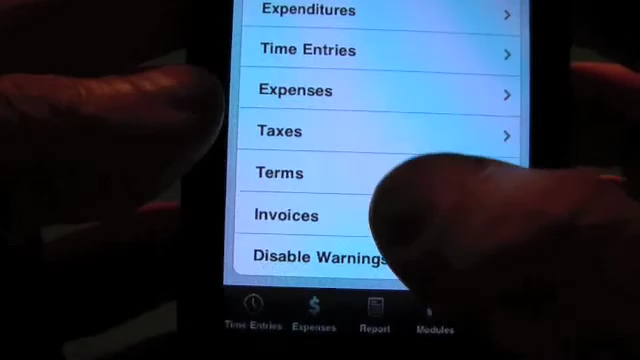 Expenditures
Time Entries
Expenses
Taxes
Terms
Invoices
Disable Warnings
Time Entries Expenses Report Modules